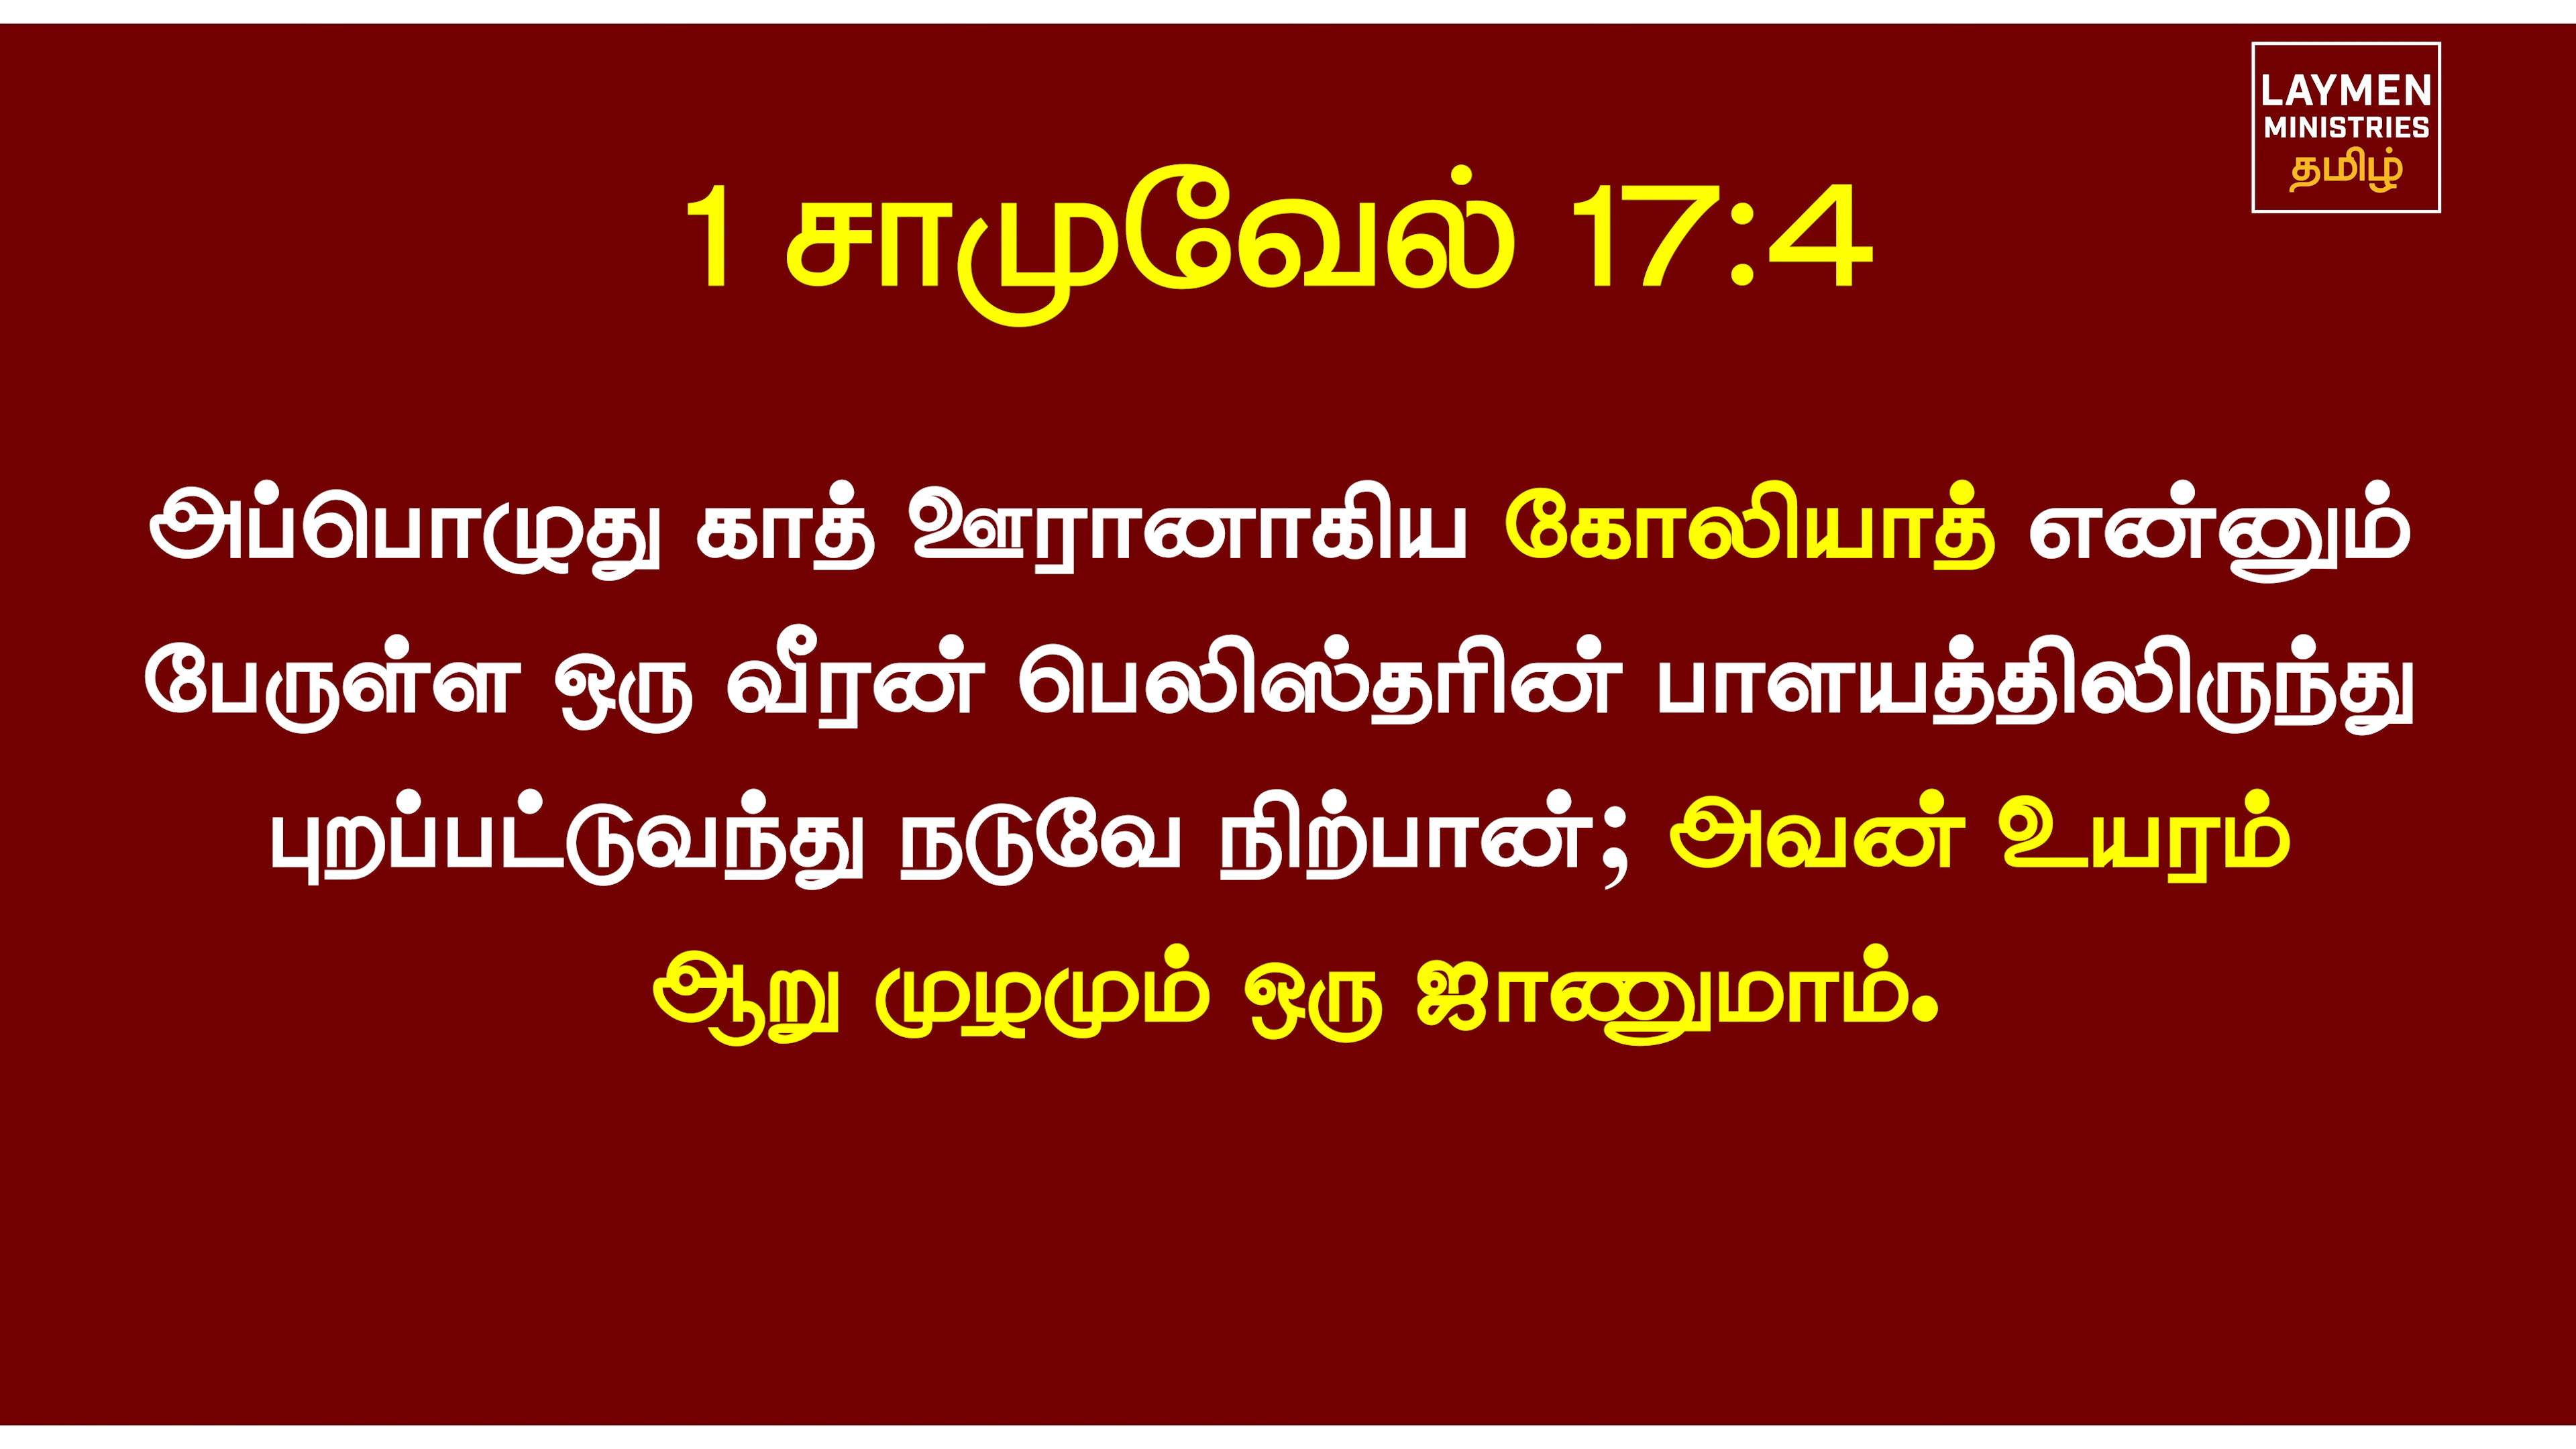 LAYMEN
MINISTRIES
தமிழ்
1 சாமுவேல் 17:4
அப்பொழுது காத் ஊரானாகிய கோலியாத் என்னும்
பேருள்ள ஒரு வீரன் பெலிஸ்தரின் பாளயத்திலிருந்து
புறப்பட்டுவந்து நடுவே நிற்பான்; அவன் உயரம்
ஆறு முழமும் ஒரு ஜாணுமாம்.